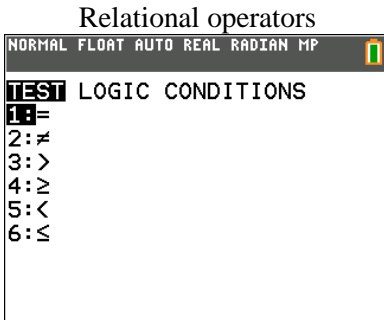 Relational operators
NORMAL FLOAT AUTO REAL RADIAN MP
TEST LOGIC CONDITIONS
1:=
2:≠
3:>
4:≥
5:<
6:≤